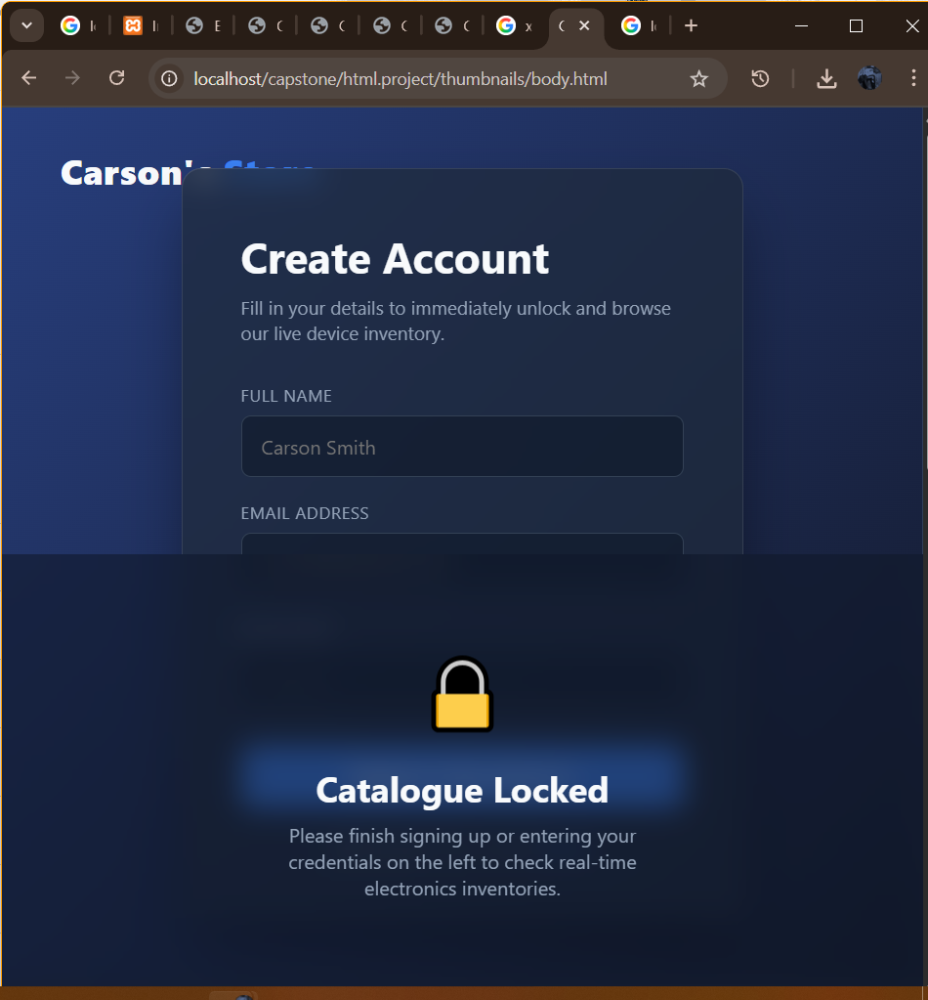 localhost/capstone/html.project/thumbnails/body.html
Carson's Store
Create Account
Fill in your details to immediately unlock and browse
our live device inventory.
FULL NAME
Carson Smith
EMAIL ADDRESS
Catalogue Locked
Please finish signing up or entering your
credentials on the left to check real-time
electronics inventories.